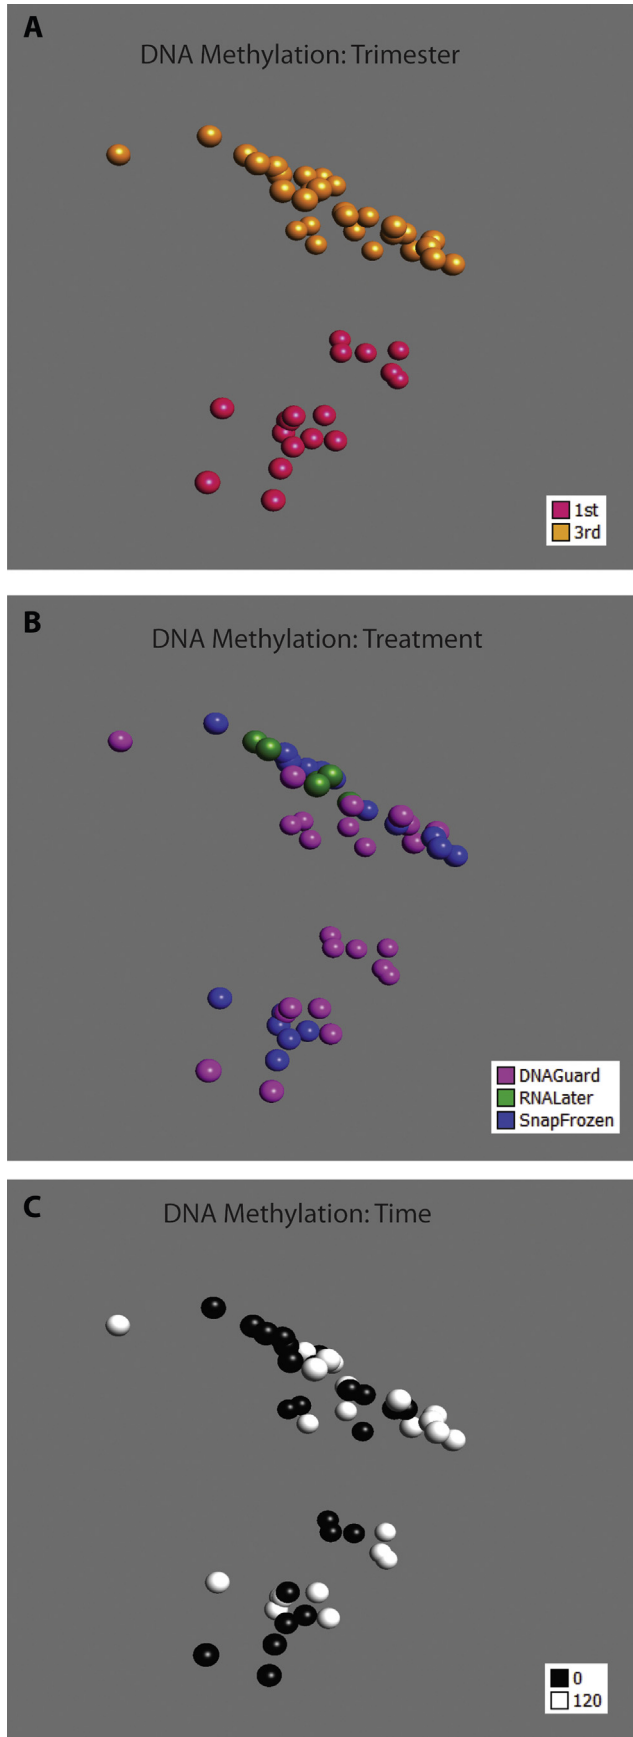 A
DNA Methylation: Trimester
1st
3rd
B
DNA Methylation: Treatment
DNAGuard
RNALater
SnapFrozen
C
DNA Methylation: Time
0
120